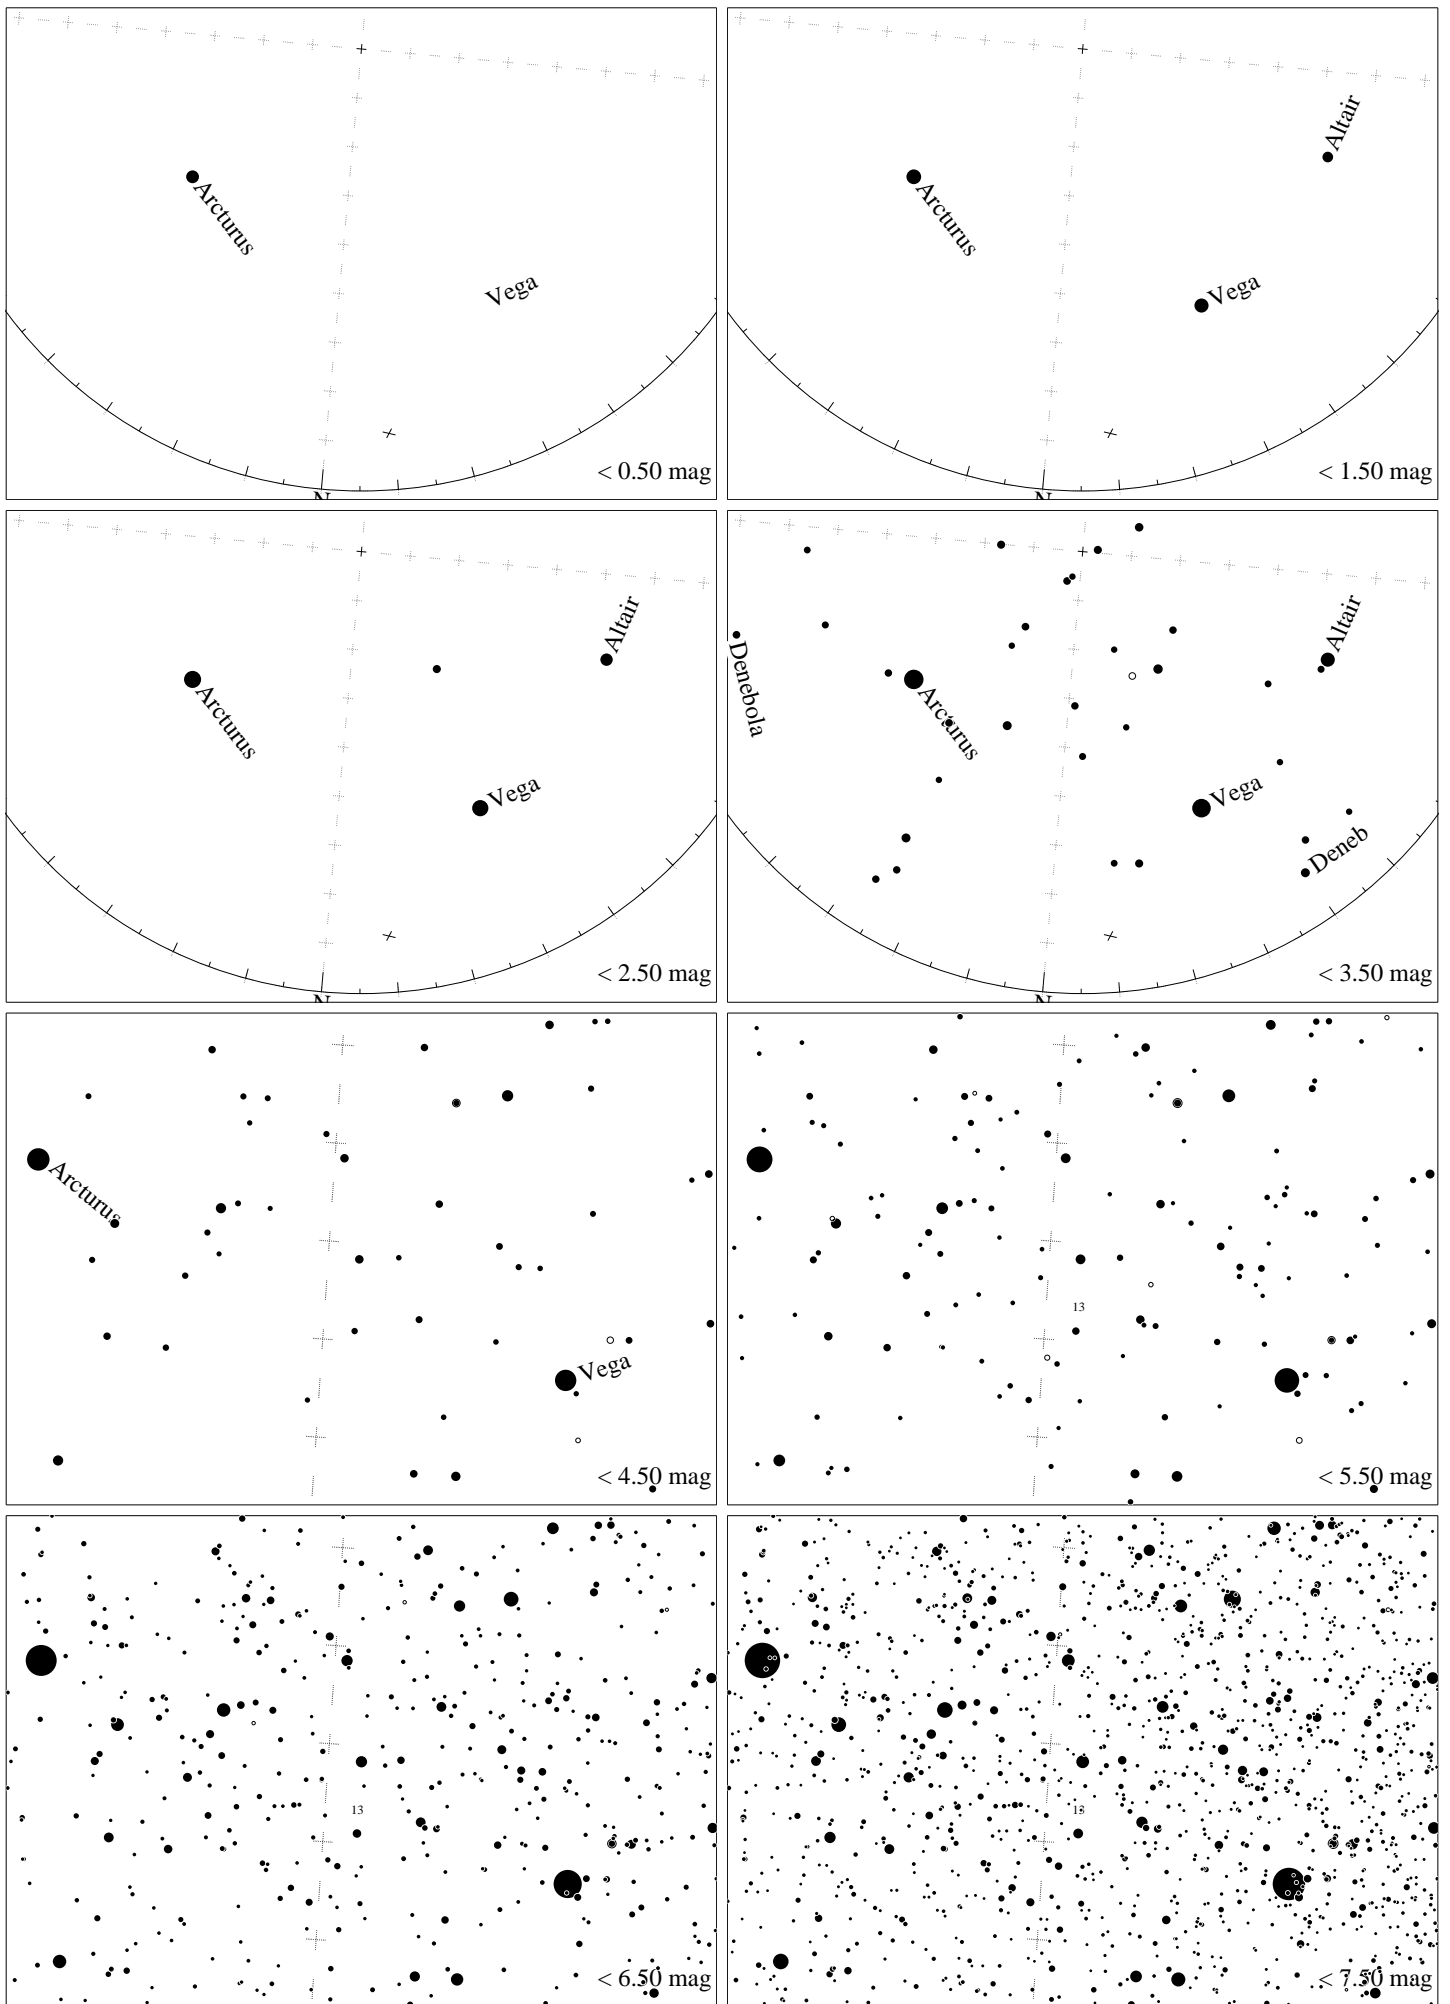 Arcturus
Vega
N
< 0.50 mag
Altair
Arcturus
Vega
N
< 1.50 mag
Altair
Arcturus
Vega
N
< 2.50 mag
Altair
Denebola
Arcturus
Vega
Deneb
N
< 3.50 mag
Arcturus
Vega
< 4.50 mag
13
< 5.50 mag
13
< 6.50 mag
13
< 7.50 mag